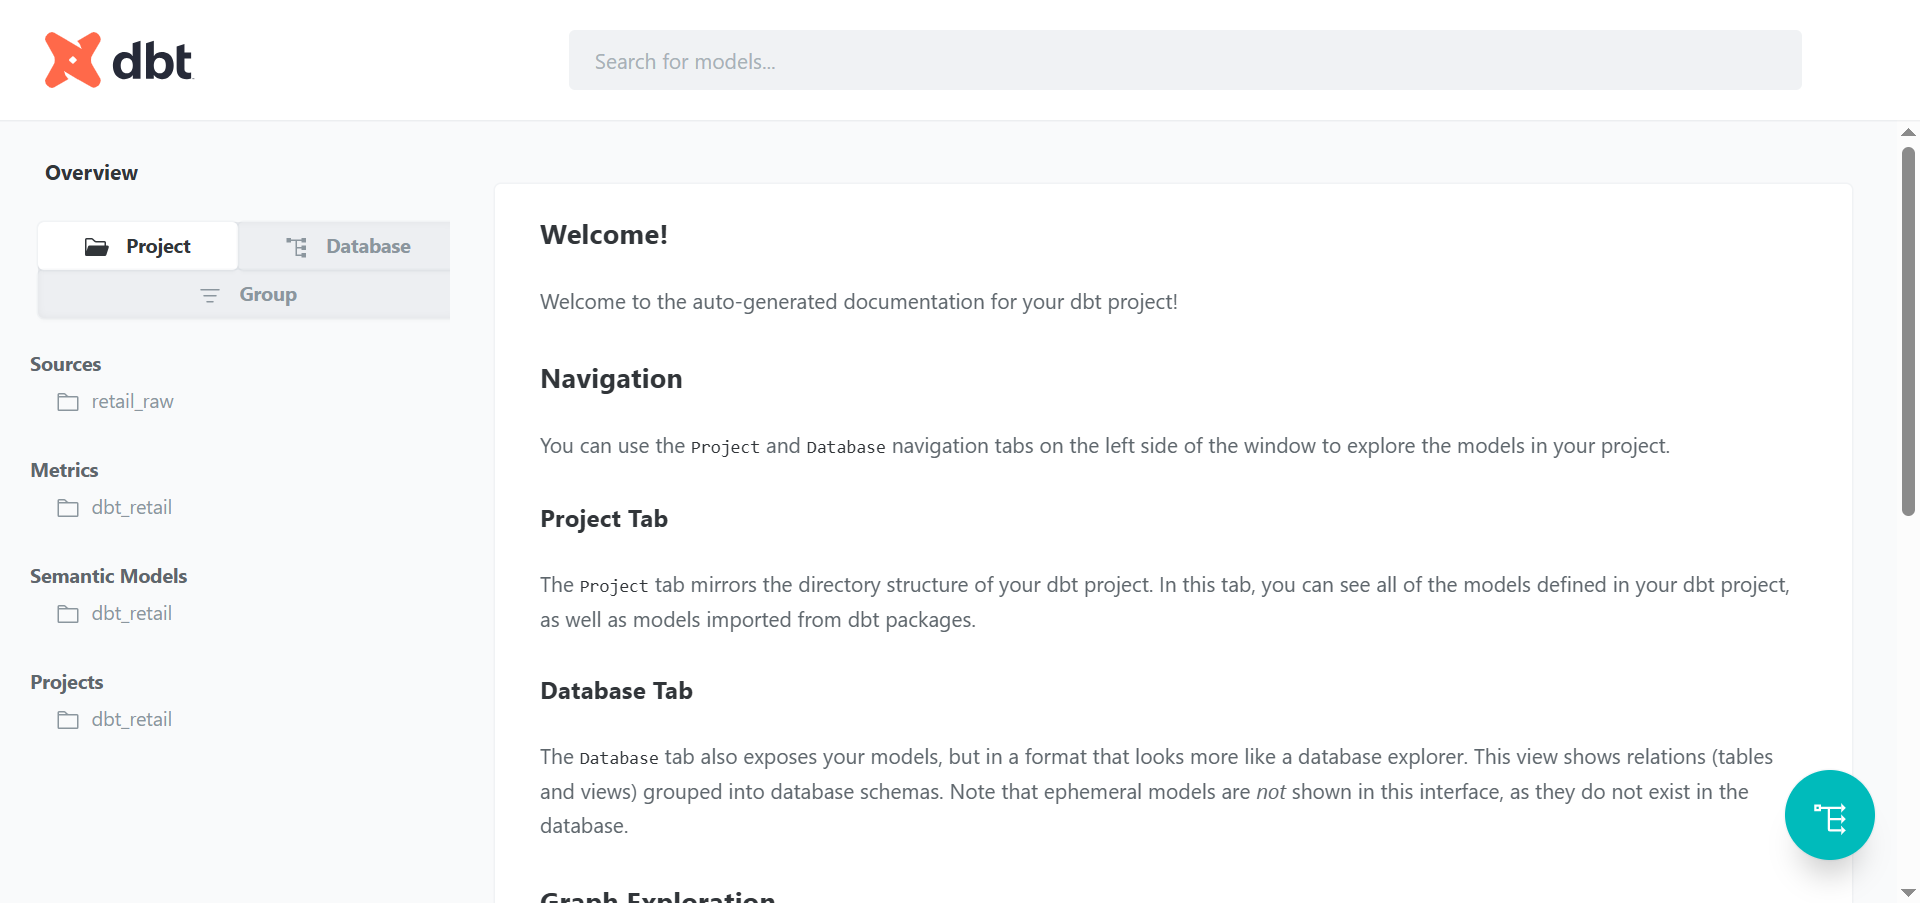 dbt
Search for models...
Overview
Project
Database
Group
Sources
retail_raw
Metrics
dbt_retail
Semantic Models
dbt_retail
Projects
dbt_retail
Welcome!
Welcome to the auto-generated documentation for your dbt project!
Navigation
You can use the Project and Database navigation tabs on the left side of the window to explore the models in your project.
Project Tab
The Project tab mirrors the directory structure of your dbt project. In this tab, you can see all of the models defined in your dbt project,
as well as models imported from dbt packages.
Database Tab
The Database tab also exposes your models, but in a format that looks more like a database explorer. This view shows relations (tables
and views) grouped into database schemas. Note that ephemeral models are not shown in this interface, as they do not exist in the
database.
Graph Exploration